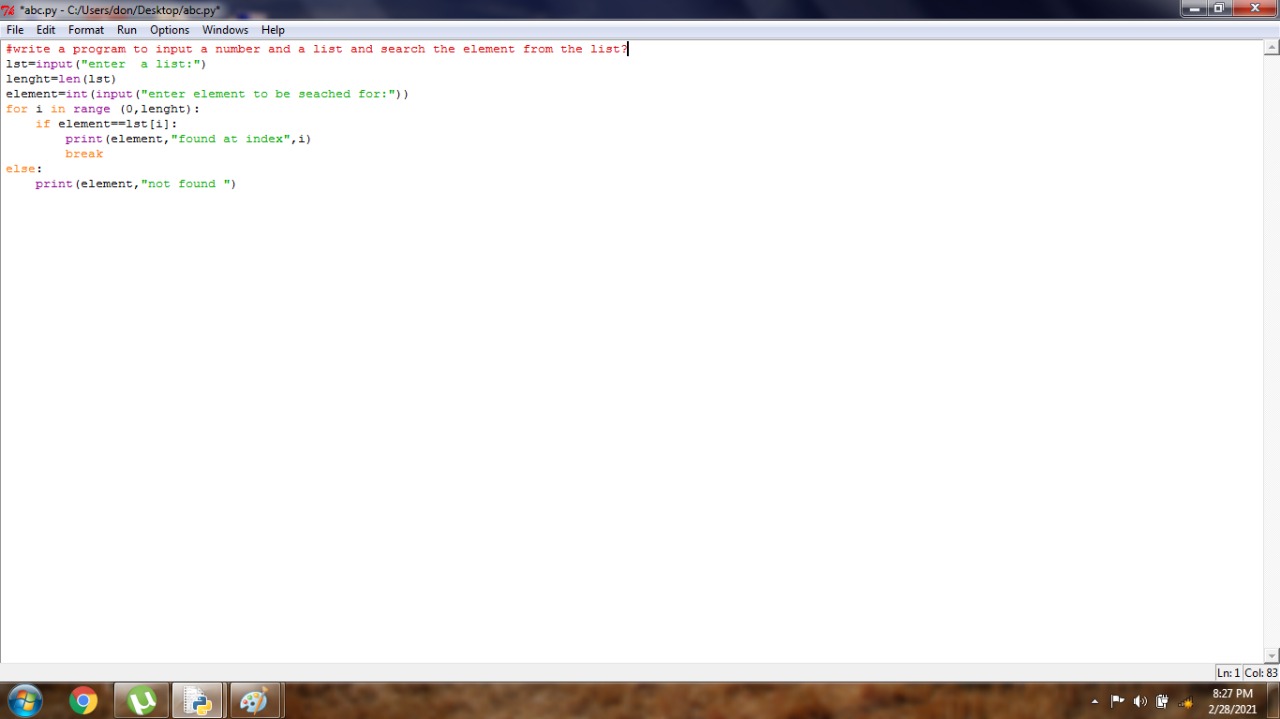 *abc.py - C:/Users/don/Desktop/abc.py*
File Edit Format Run Options Windows Help
#write a program to input a number and a list and search the element from the list?
lst=input("enter  a list:")
lenght=len(lst)
element=int(input("enter element to be seached for:"))
for i in range (0,lenght):
    if element==lst[i]:
        print(element,"found at index",i)
        break
else:
    print(element,"not found ")
Ln: 1 Col: 83
8:27 PM
2/28/2021